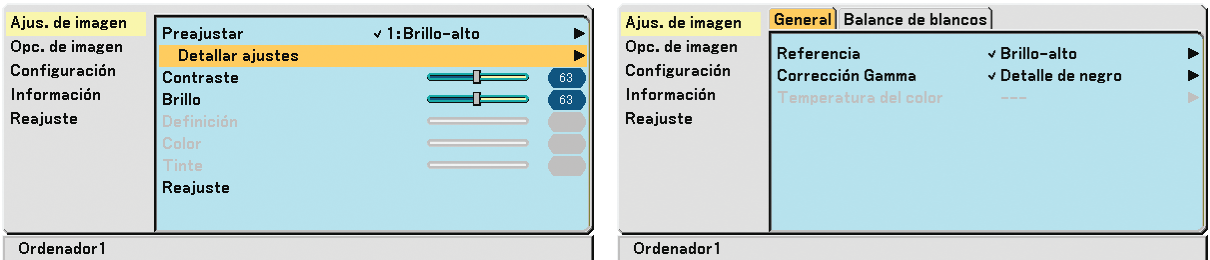 Ajus. de imagen
Opc. de imagen
Configuración
Información
Reajuste
Preajustar ✓ 1:Brillo-alto ▶
Detallar ajustes ▶
Contraste 63
Brillo 63
Definición
Color
Tinte
Reajuste
Ordenador1
Ajus. de imagen
Opc. de imagen
Configuración
Información
Reajuste
General Balance de blancos
Referencia ✓ Brillo-alto ▶
Corrección Gamma ✓ Detalle de negro ▶
Temperatura del color --- ▶
Ordenador1